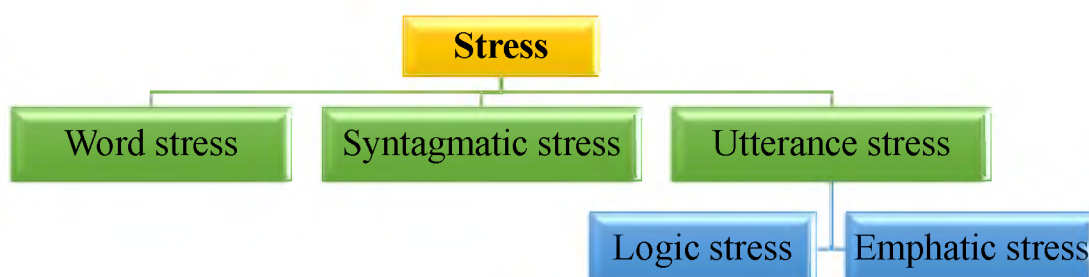 Stress
Word stress
Syntagmatic stress
Utterance stress
Logic stress
Emphatic stress